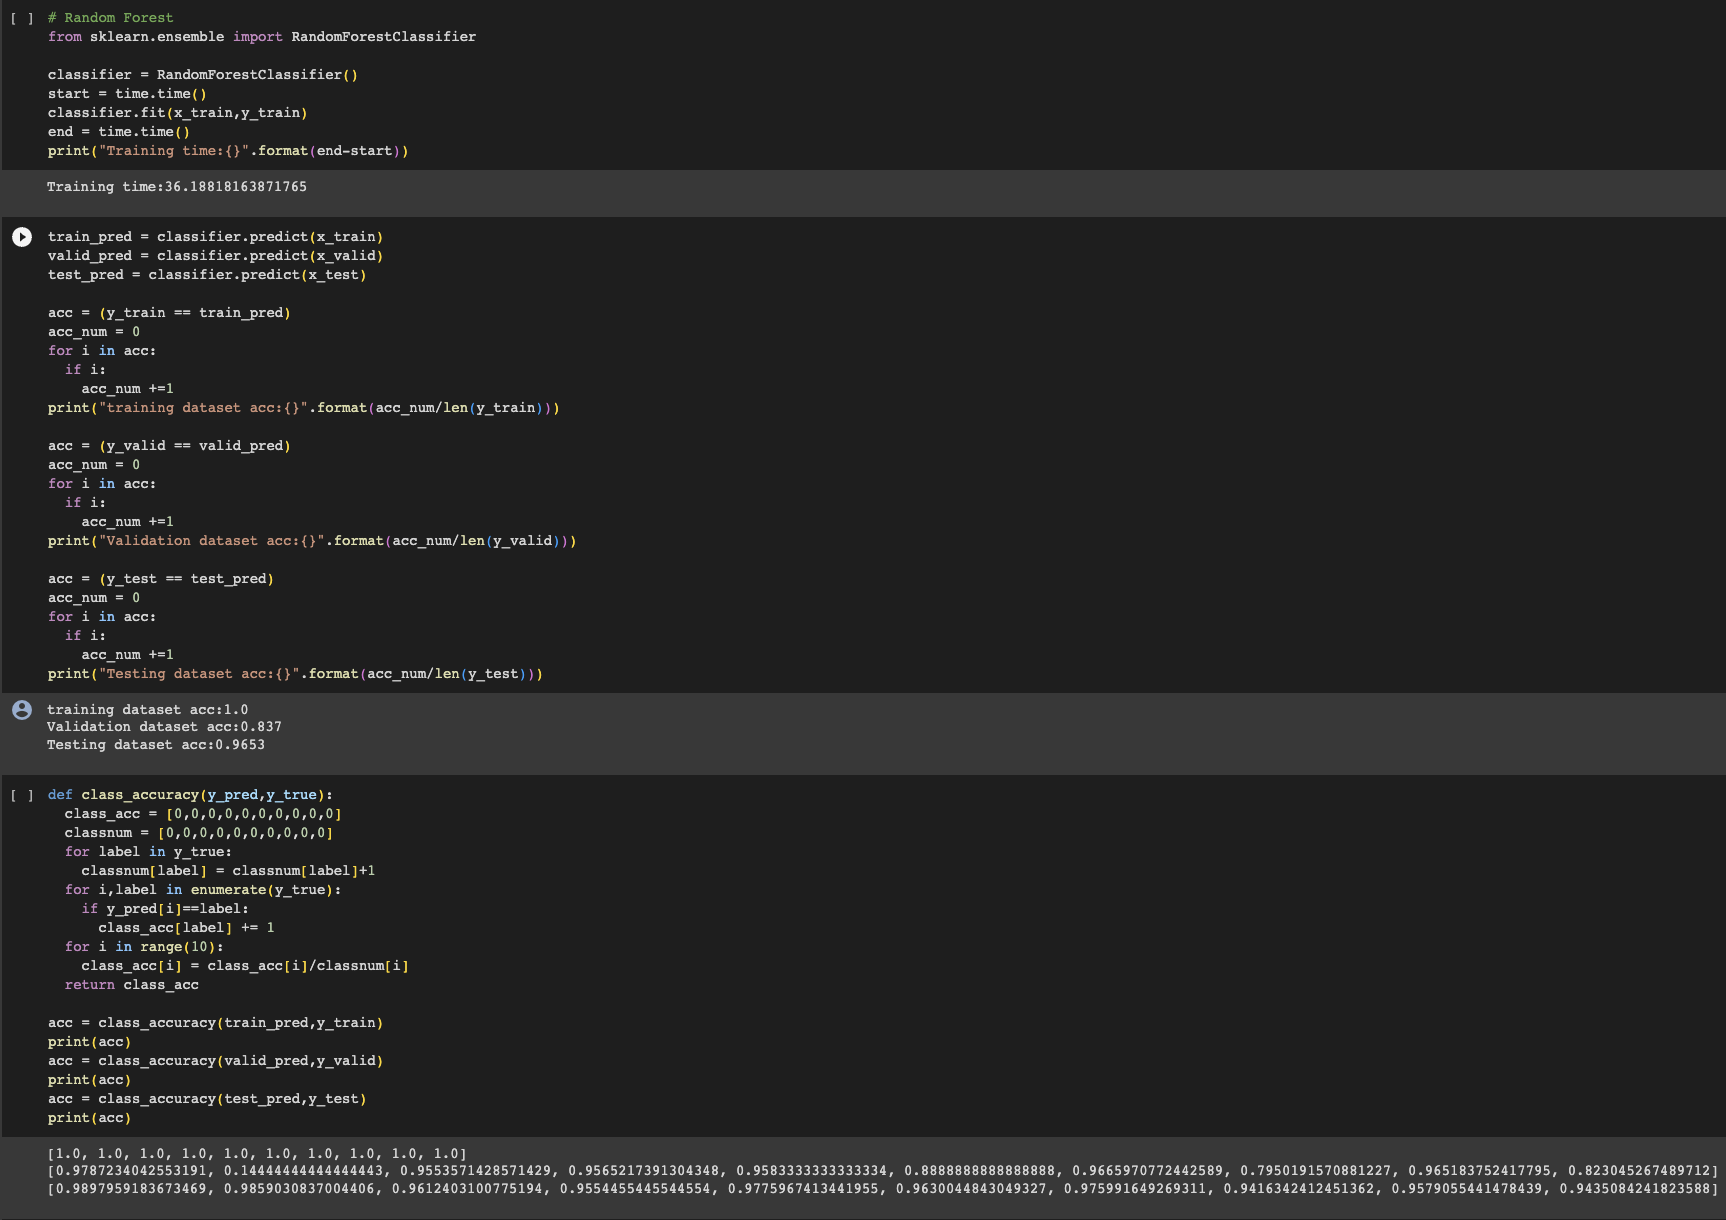 [ ] # Random Forest
from sklearn.ensemble import RandomForestClassifier
classifier = RandomForestClassifier()
start = time.time()
classifier.fit(x_train,y_train)
end = time.time()
print("Training time:{}".format(end-start))
Training time:36.18818163871765
train_pred = classifier.predict(x_train)
valid_pred = classifier.predict(x_valid)
test_pred = classifier.predict(x_test)
acc = (y_train == train_pred)
acc_num = 0
for i in acc:
  if i:
    acc_num +=1
print("training dataset acc:{}".format(acc_num/len(y_train)))
acc = (y_valid == valid_pred)
acc_num = 0
for i in acc:
  if i:
    acc_num +=1
print("Validation dataset acc:{}".format(acc_num/len(y_valid)))
acc = (y_test == test_pred)
acc_num = 0
for i in acc:
  if i:
    acc_num +=1
print("Testing dataset acc:{}".format(acc_num/len(y_test)))
training dataset acc:1.0
Validation dataset acc:0.837
Testing dataset acc:0.9653
[ ] def class_accuracy(y_pred,y_true):
  class_acc = [0,0,0,0,0,0,0,0,0,0]
  classnum = [0,0,0,0,0,0,0,0,0,0]
  for label in y_true:
    classnum[label] = classnum[label]+1
  for i,label in enumerate(y_true):
    if y_pred[i]==label:
      class_acc[label] += 1
  for i in range(10):
    class_acc[i] = class_acc[i]/classnum[i]
  return class_acc
acc = class_accuracy(train_pred,y_train)
print(acc)
acc = class_accuracy(valid_pred,y_valid)
print(acc)
acc = class_accuracy(test_pred,y_test)
print(acc)
[1.0, 1.0, 1.0, 1.0, 1.0, 1.0, 1.0, 1.0, 1.0, 1.0]
[0.9787234042553191, 0.14444444444444443, 0.9553571428571429, 0.9565217391304348, 0.9583333333333334, 0.8888888888888888, 0.9665970772442589, 0.7950191570881227, 0.965183752417795, 0.823045267489712]
[0.9897959183673469, 0.9859030837004406, 0.9612403100775194, 0.9554455445544554, 0.9775967413441955, 0.9630044843049327, 0.975991649269311, 0.9416342412451362, 0.9579055441478439, 0.9435084241823588]